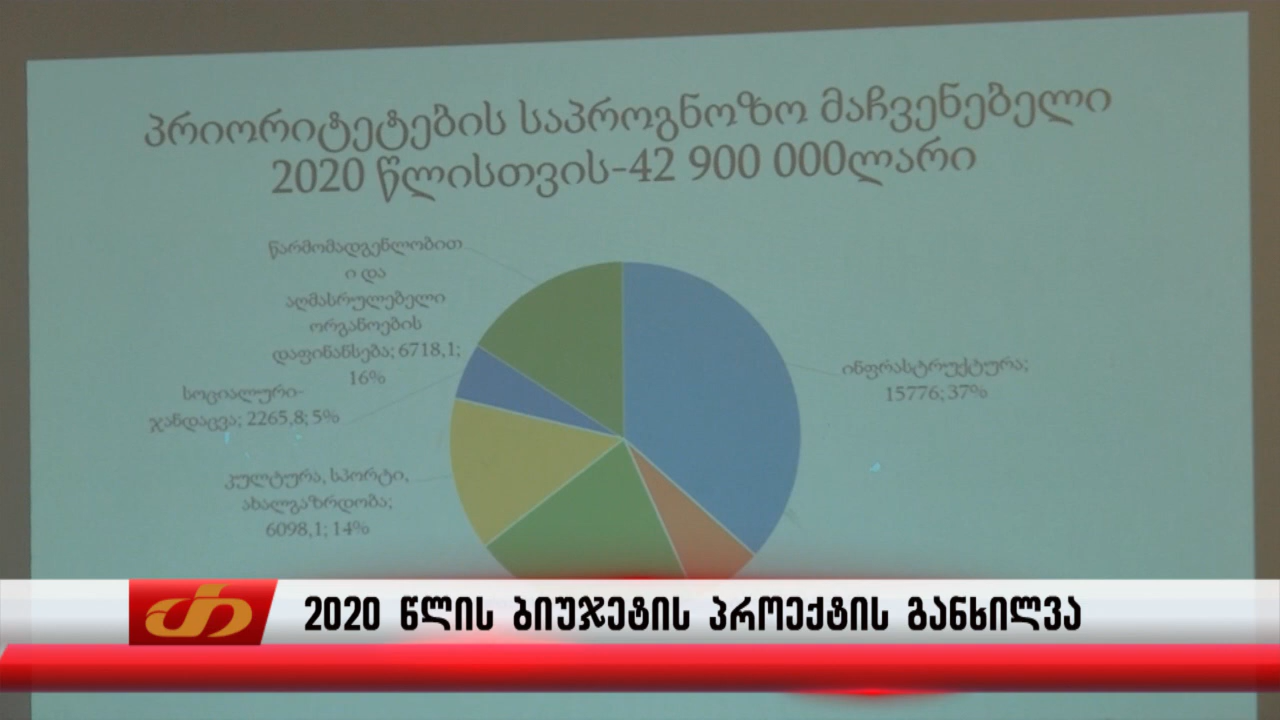 პრიორიტეტების საპროგნოზო მაჩვენებელი
2020 წლისთვის-42 900 000ლარი
წარმომადგენლობით
ი და
აღმასრულებელი
ორგანოების
დაფინანსება; 6718,1;
16%
სოციალური-
ჯანდაცვა; 2265,8; 5%
კულტურა, სპორტი,
ახალგაზრდობა;
6098,1; 14%
ინფრასტრუქტურა;
15776; 37%
2020 წლის ბიუჯეტის პროექტის განხილვა